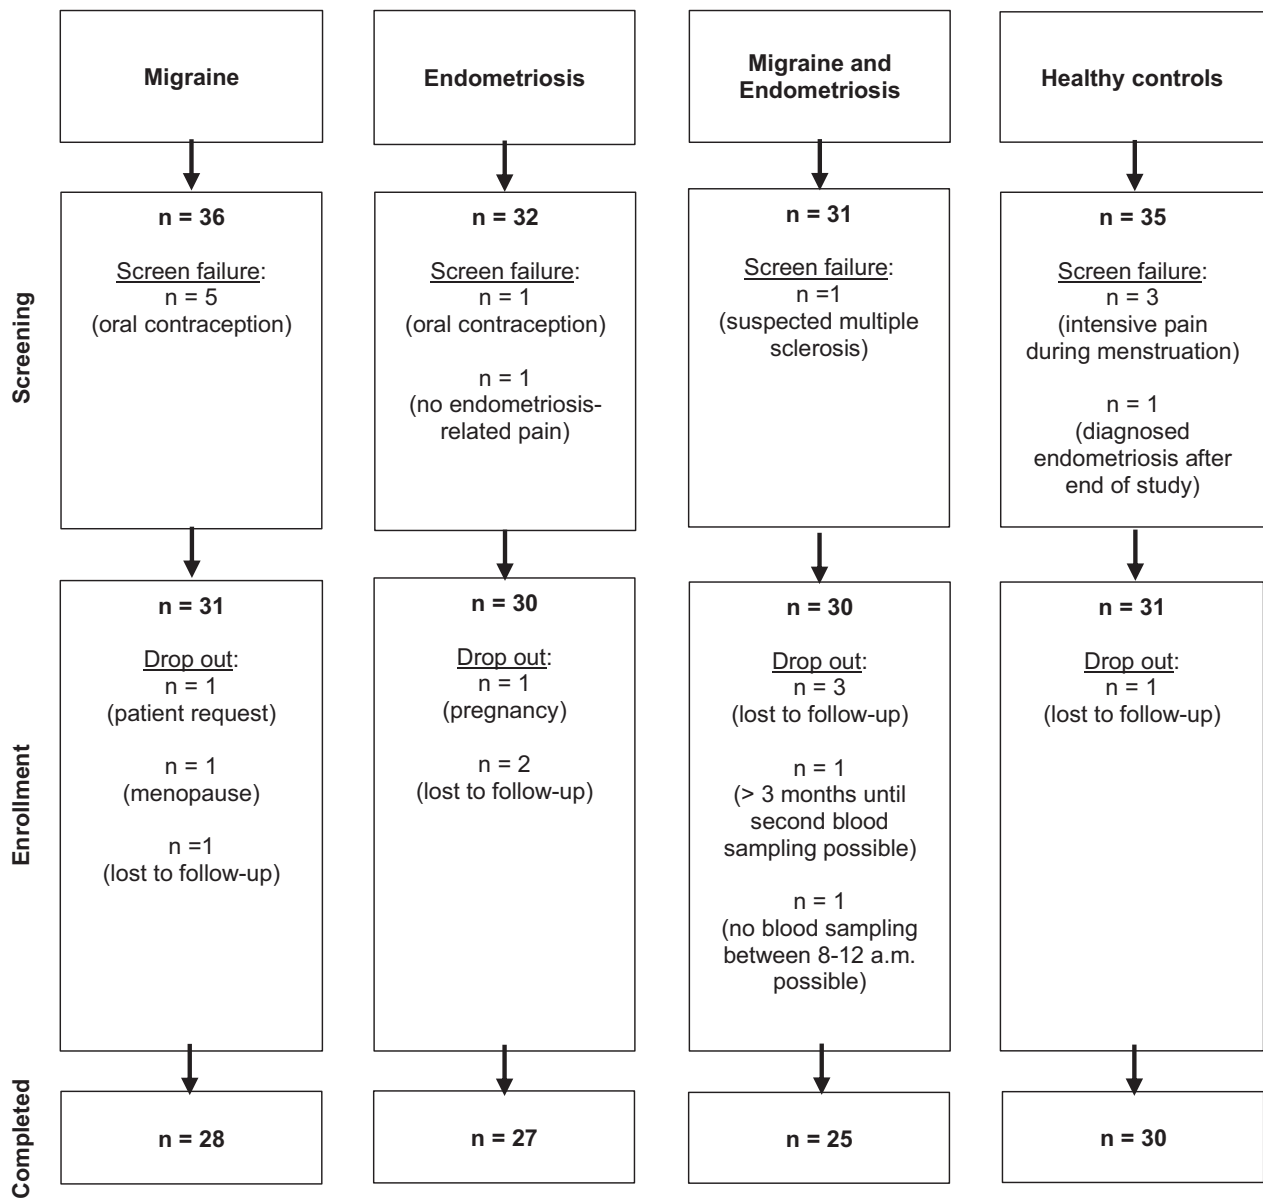 Migraine
Endometriosis
Migraine and
Endometriosis
Healthy controls
Screening
n = 36
Screen failure:
n = 5
(oral contraception)
n = 32
Screen failure:
n = 1
(oral contraception)
n = 1
(no endometriosis-
related pain)
n = 31
Screen failure:
n =1
(suspected multiple
sclerosis)
n = 35
Screen failure:
n = 3
(intensive pain
during menstruation)
n = 1
(diagnosed
endometriosis after
end of study)
Enrollment
n = 31
Drop out:
n = 1
(patient request)
n = 1
(menopause)
n =1
(lost to follow-up)
n = 30
Drop out:
n = 1
(pregnancy)
n = 2
(lost to follow-up)
n = 30
Drop out:
n = 3
(lost to follow-up)
n = 1
(> 3 months until
second blood
sampling possible)
n = 1
(no blood sampling
between 8-12 a.m.
possible)
n = 31
Drop out:
n = 1
(lost to follow-up)
Completed
n = 28
n = 27
n = 25
n = 30